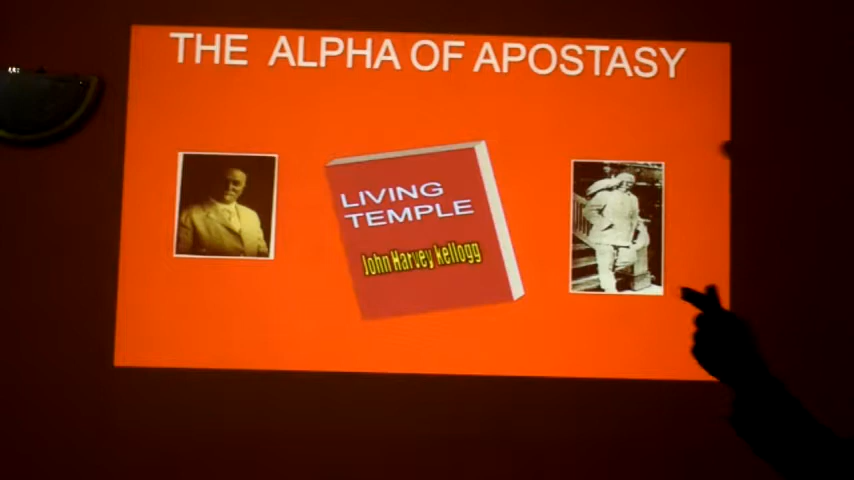 THE ALPHA OF APOSTASY
LIVING
TEMPLE
John Harvey kellogg